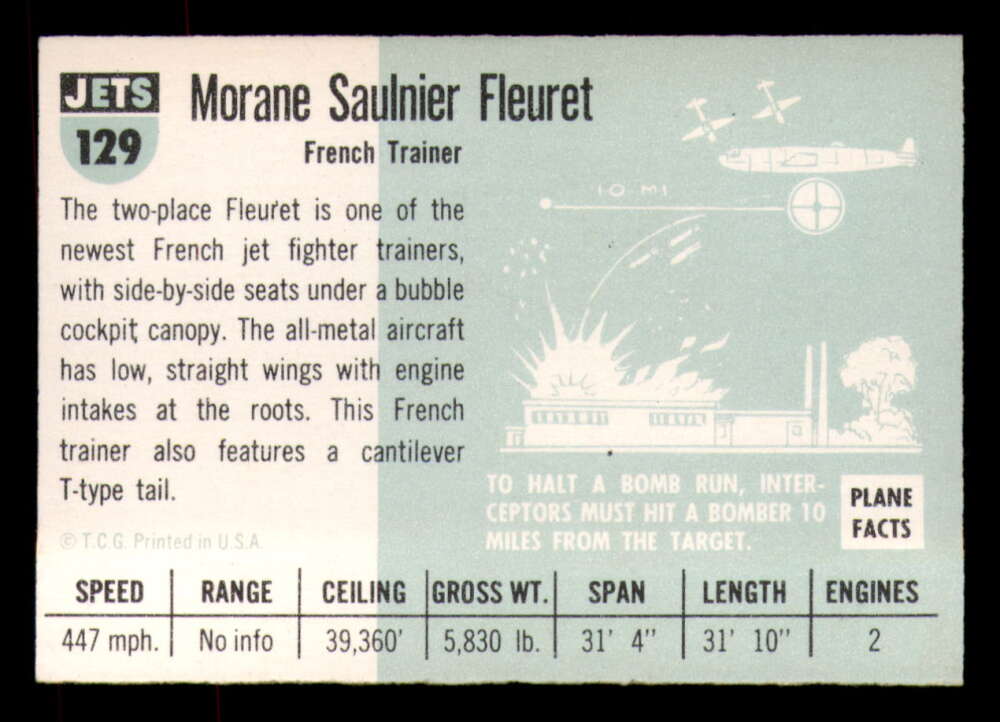 JETS
129
Morane Saulnier Fleuret
French Trainer
The two-place Fleuret is one of the
newest French jet fighter trainers,
with side-by-side seats under a bubble
cockpit canopy. The all-metal aircraft
has low, straight wings with engine
intakes at the roots. This French
trainer also features a cantilever
T-type tail.
© T.C.G. Printed in U.S.A.
10 MI
TO HALT A BOMB RUN, INTER-
CEPTORS MUST HIT A BOMBER 10
MILES FROM THE TARGET.
PLANE
FACTS
SPEED RANGE CEILING GROSS WT. SPAN LENGTH ENGINES
447 mph. No info 39,360' 5,830 lb. 31' 4" 31' 10" 2